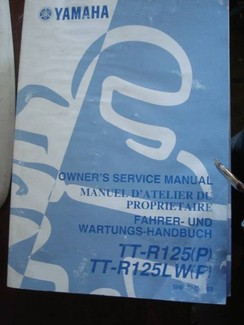 YAMAHA
OWNER'S SERVICE MANUAL
MANUEL D'ATELIER DU
PROPRIETAIRE
FAHRER- UND
WARTUNGS-HANDBUCH
TT-R125(P)
TT-R125LW(P)